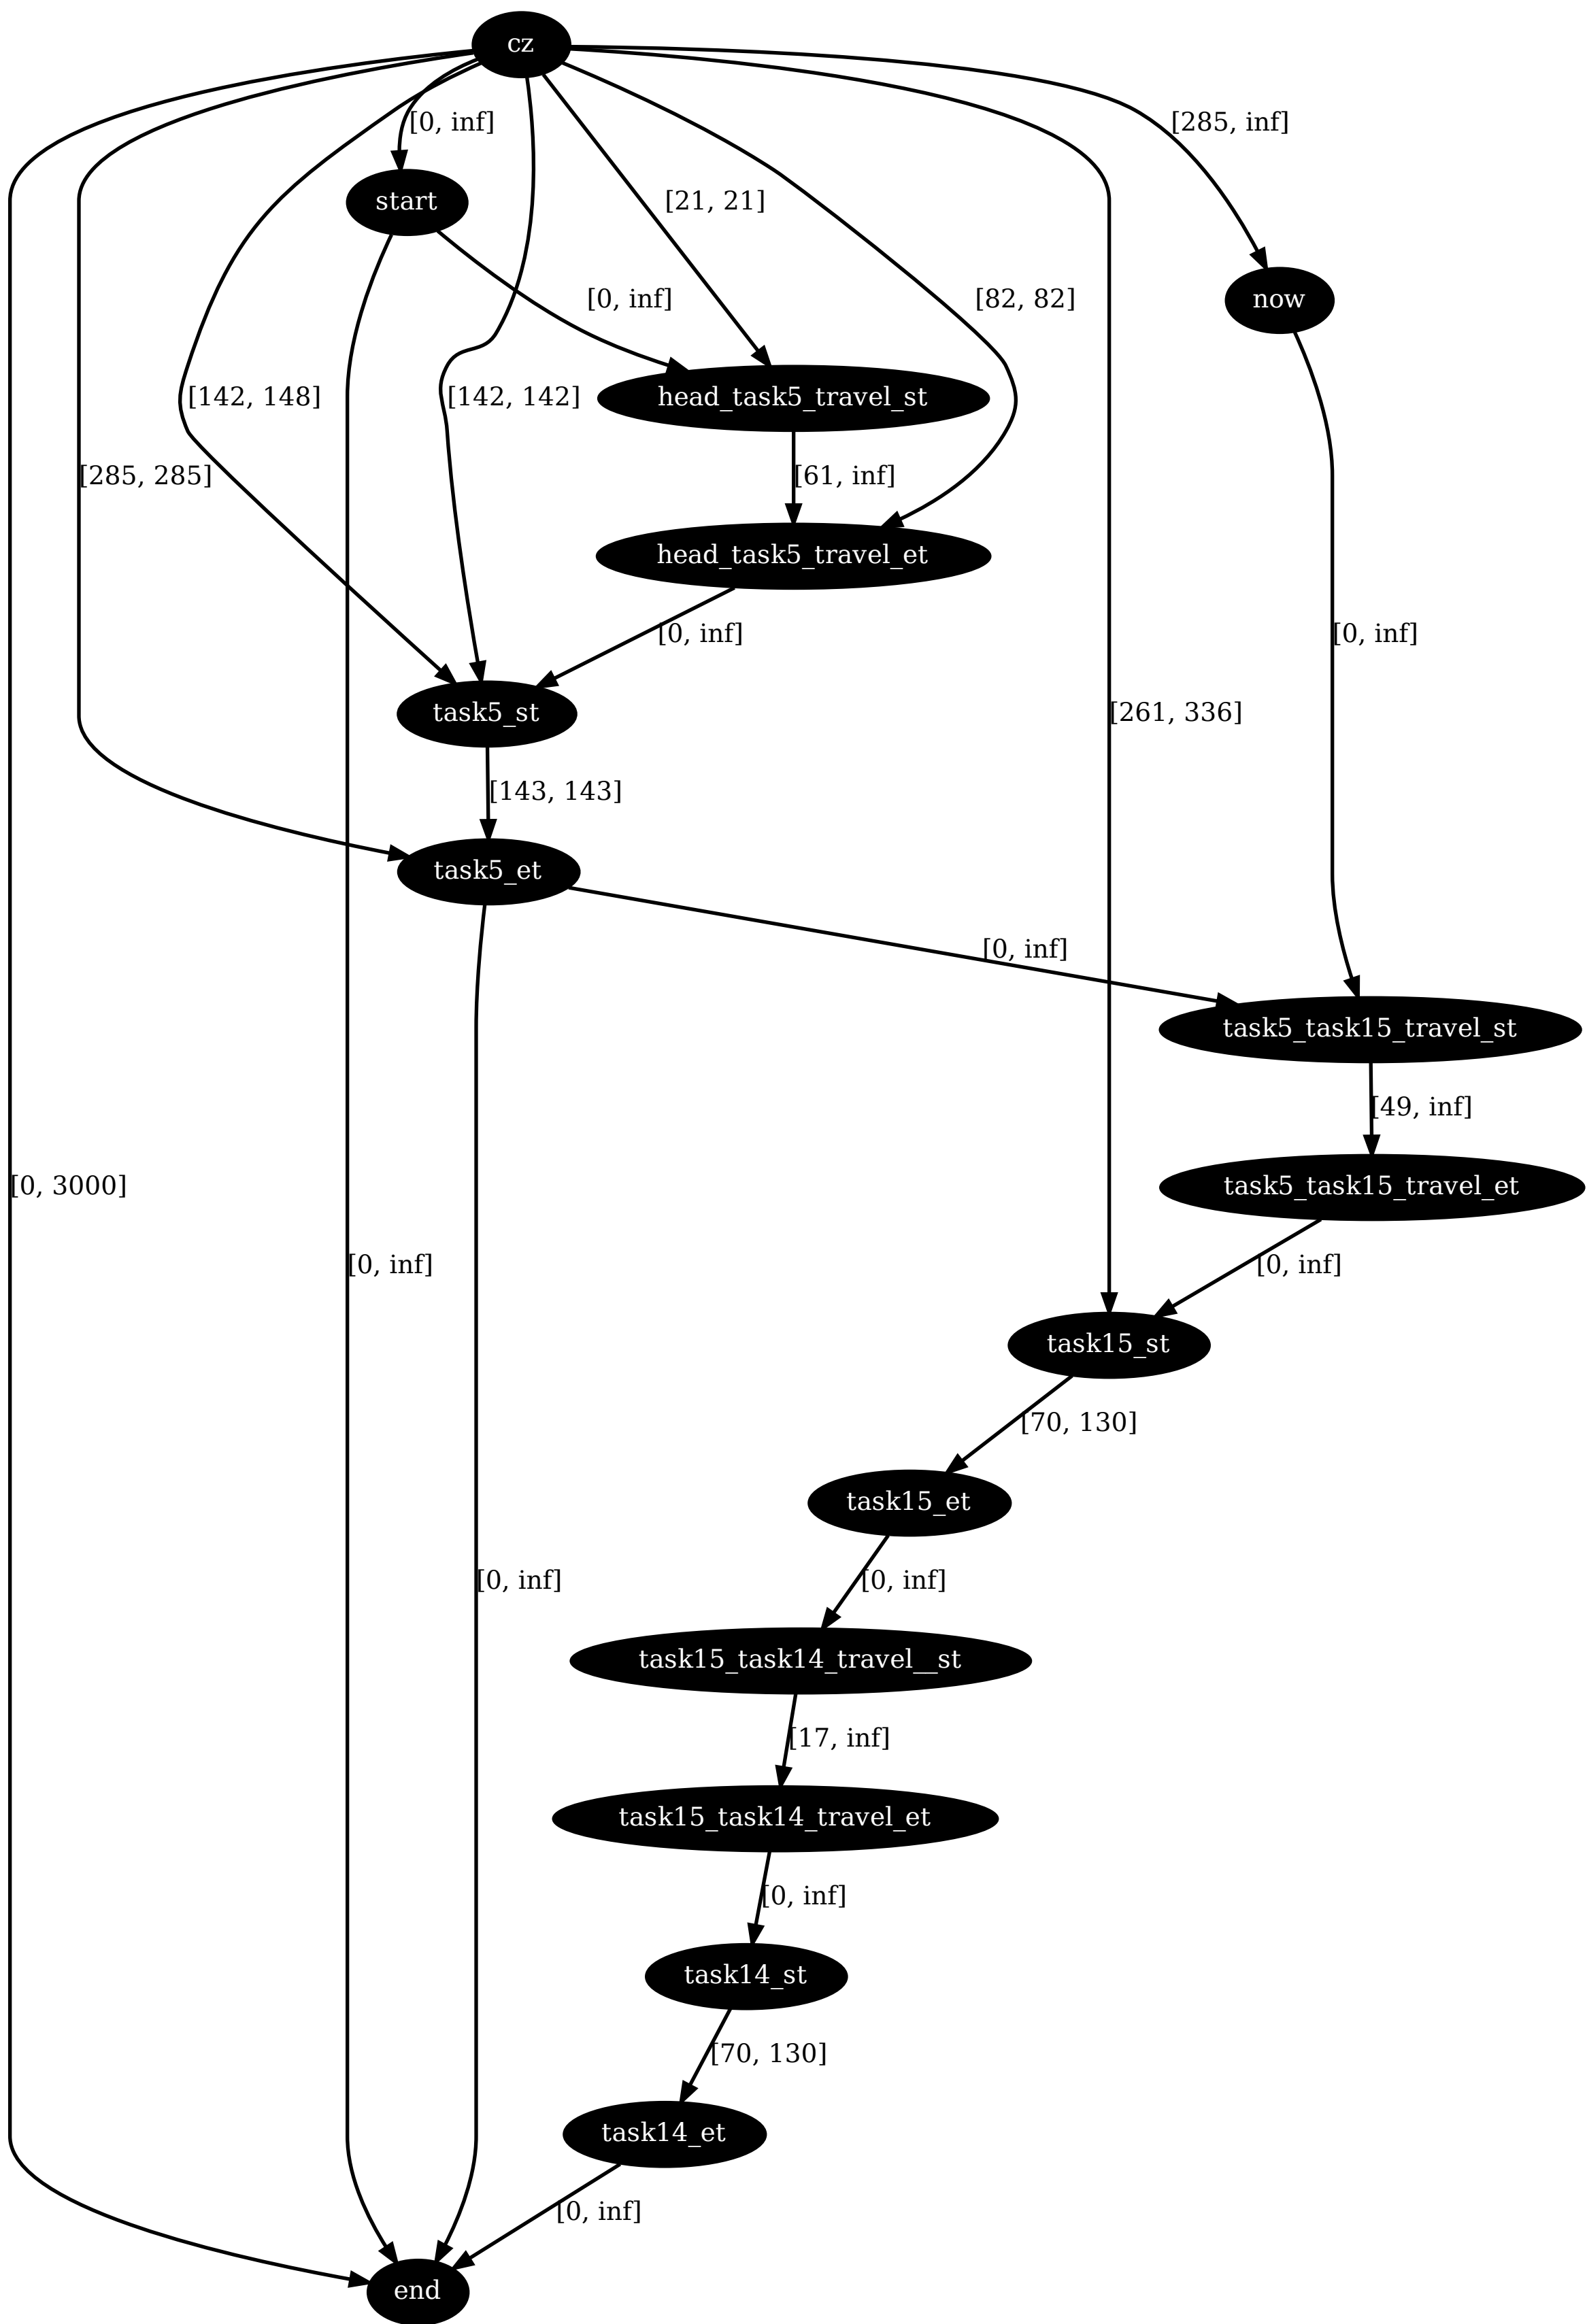 cz
[0, inf]
[285, inf]
start
[21, 21]
now
[0, inf]
[82, 82]
[142, 148]
[142, 142]
head_task5_travel_st
[285, 285]
[61, inf]
head_task5_travel_et
[0, inf]
[0, inf]
task5_st
[261, 336]
[143, 143]
task5_et
[0, inf]
task5_task15_travel_st
[49, inf]
[0, 3000]
task5_task15_travel_et
[0, inf]
[0, inf]
task15_st
[70, 130]
task15_et
[0, inf]
[0, inf]
task15_task14_travel__st
[17, inf]
task15_task14_travel_et
[0, inf]
task14_st
[70, 130]
task14_et
[0, inf]
end